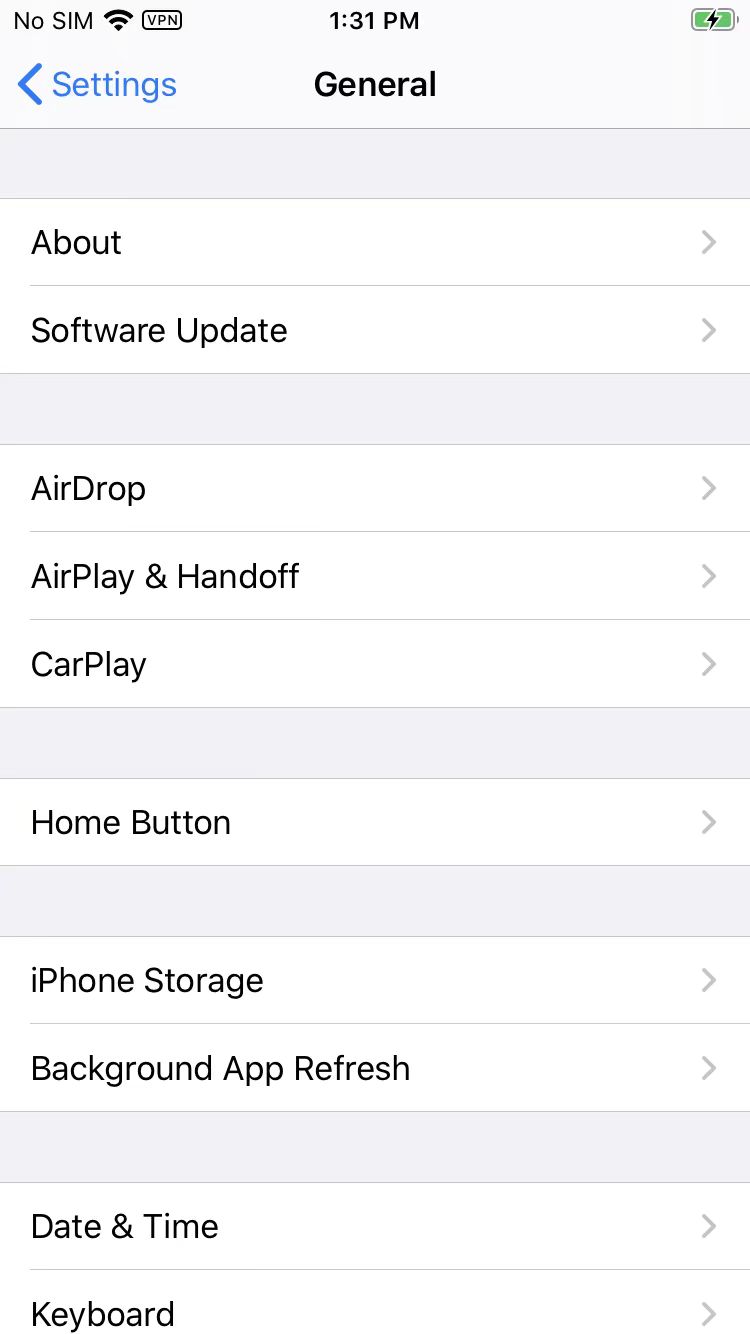 No SIM VPN 1:31 PM
Settings General
About
Software Update
AirDrop
AirPlay & Handoff
CarPlay
Home Button
iPhone Storage
Background App Refresh
Date & Time
Keyboard